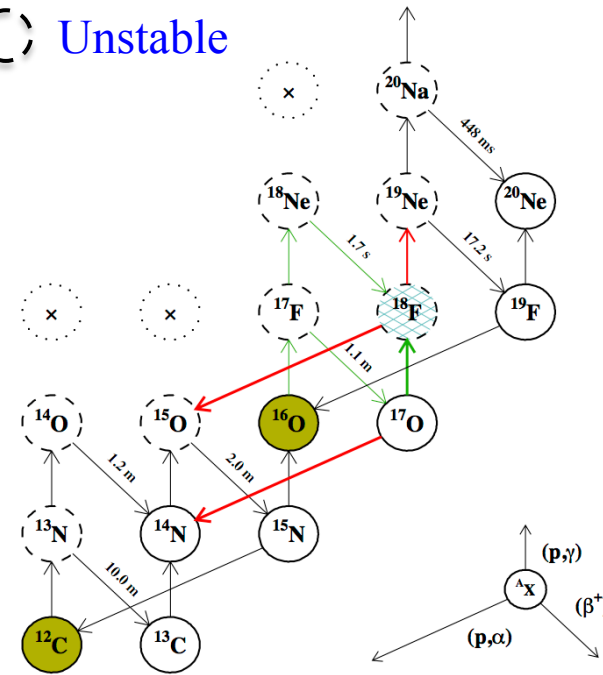 Unstable
×
²⁰Na
448 ms
¹⁸Ne
¹⁹Ne
²⁰Ne
1.7 s
17.2 s
×
×
¹⁷F
¹⁸F
¹⁹F
1.1 m
¹⁴O
¹⁵O
¹⁶O
¹⁷O
1.2 m
2.0 m
¹³N
¹⁴N
¹⁵N
10.0 m
¹²C
¹³C
(p,γ)
ᴬX
(β⁺
(p,α)